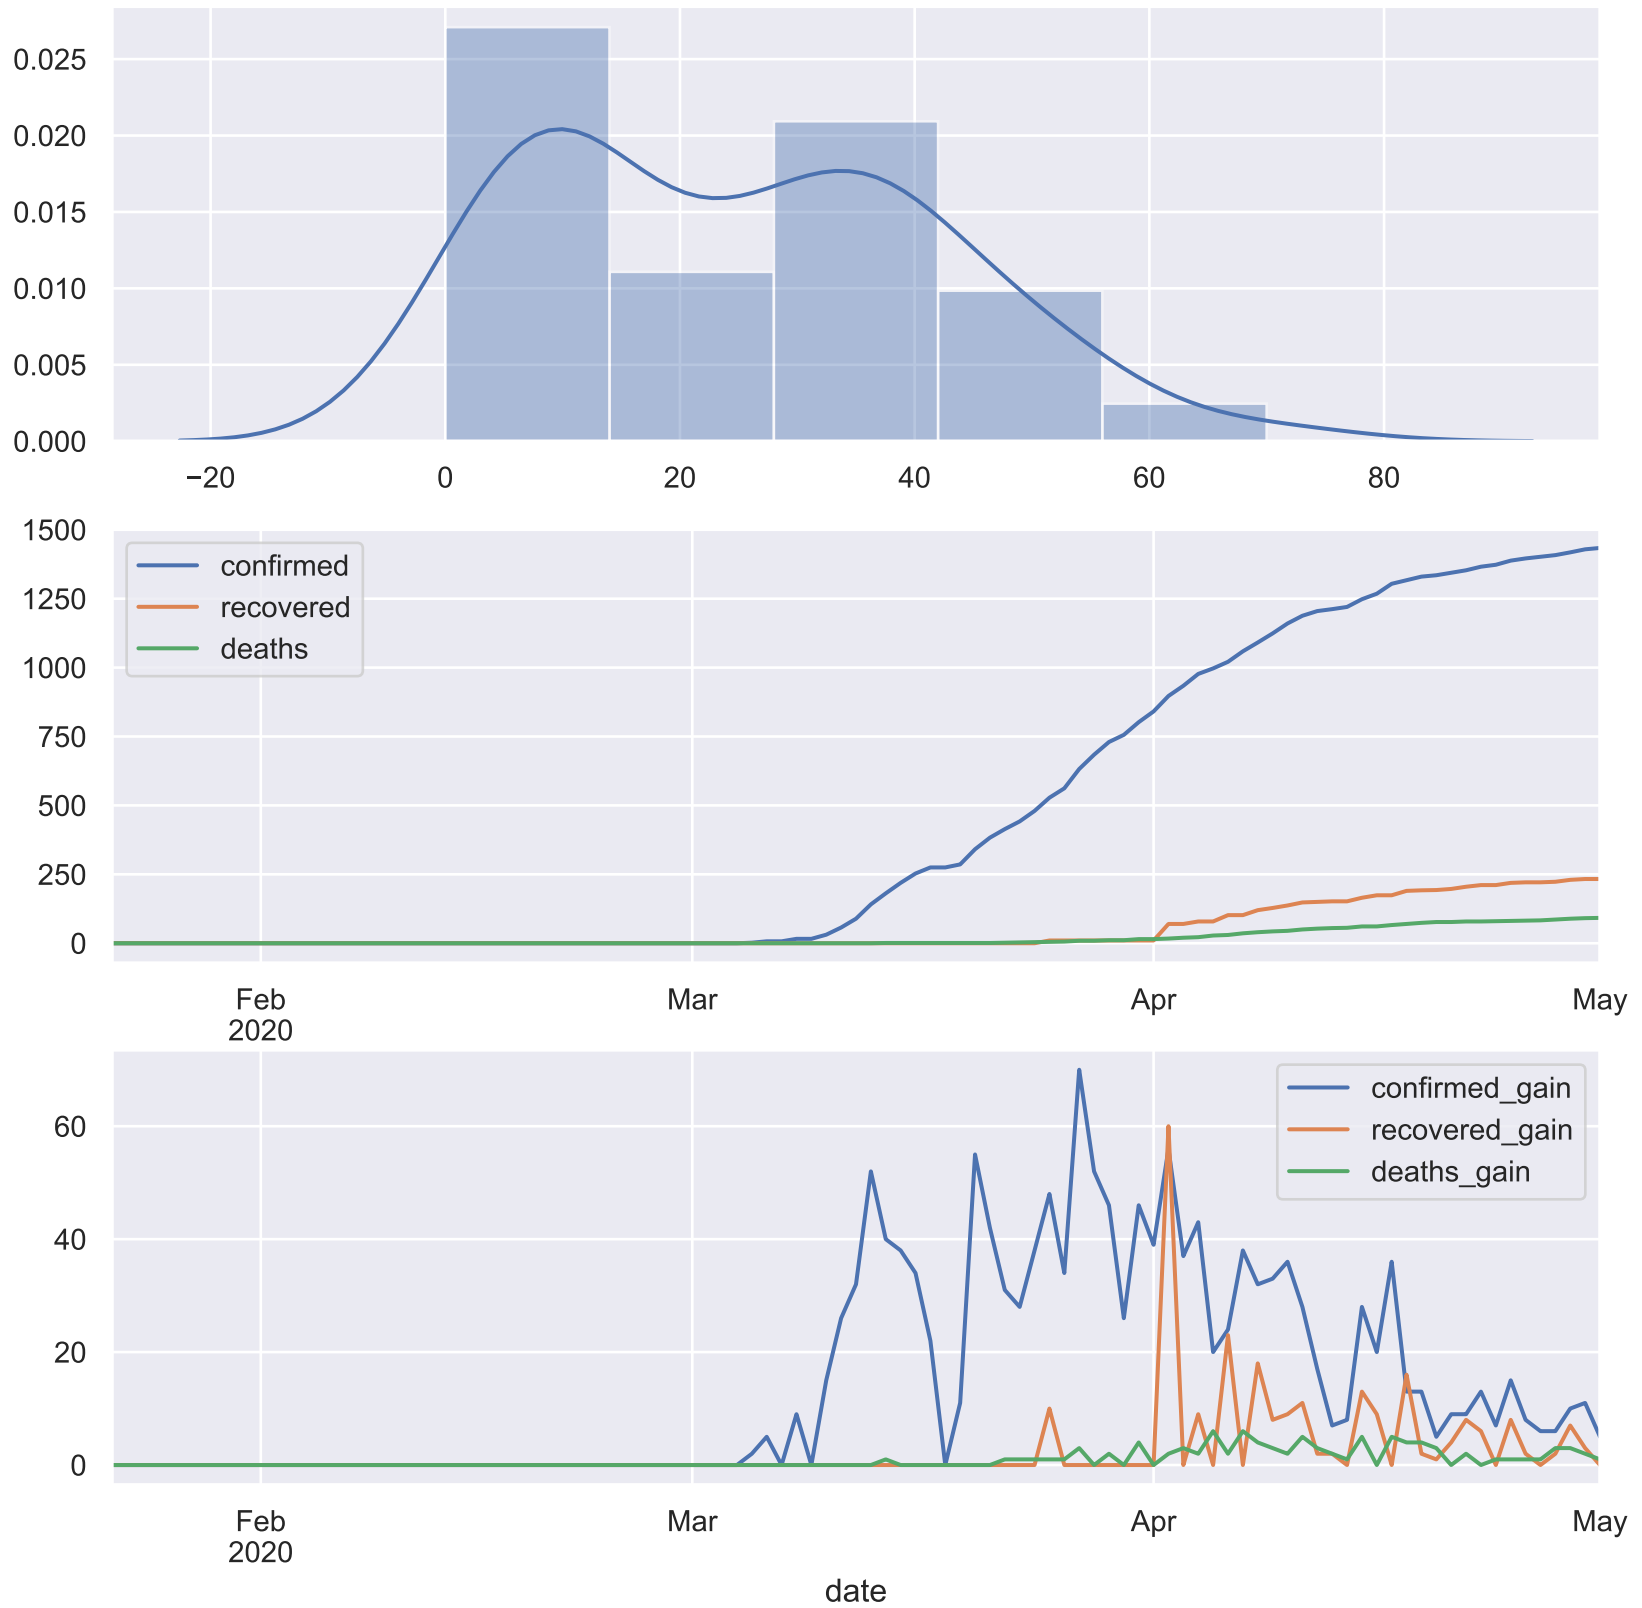 0.025
0.020
0.015
0.010
0.005
0.000
−20 0 20 40 60 80
1500
1250
1000
750
500
250
0
confirmed
recovered
deaths
Feb Mar Apr May
2020
60
40
20
0
confirmed_gain
recovered_gain
deaths_gain
Feb Mar Apr May
2020
date